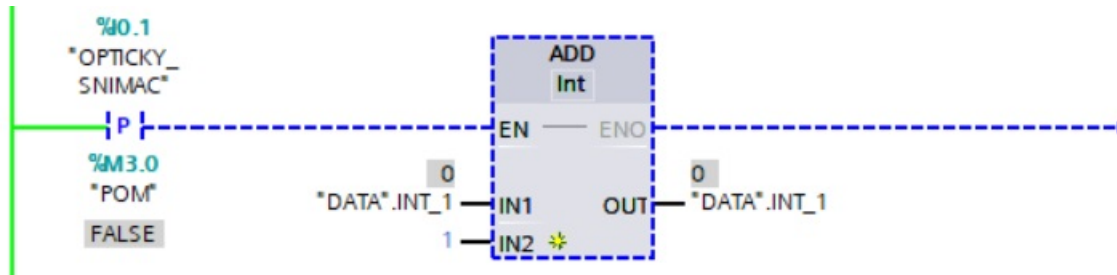 %I0.1
"OPTICKY_
SNIMAC"
P
%M3.0
"POM"
FALSE
ADD
Int
EN
ENO
0
"DATA".INT_1
IN1
1
IN2
OUT
0
"DATA".INT_1